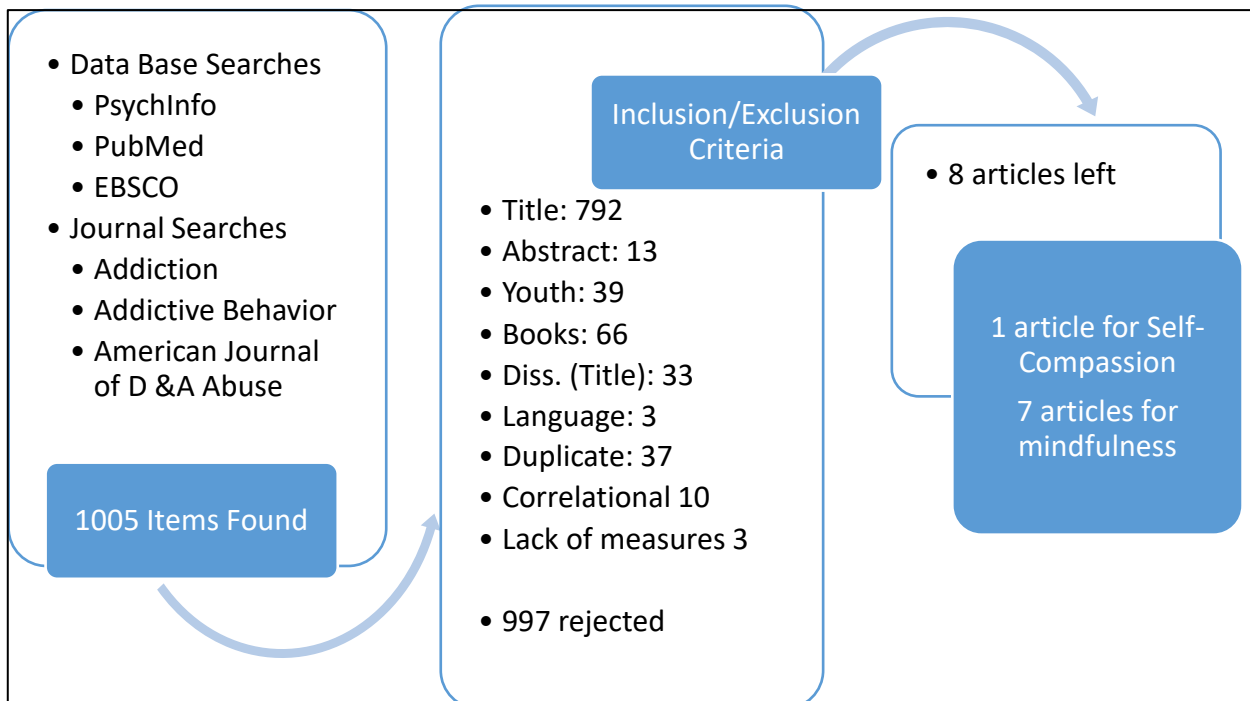 • Data Base Searches
• PsychInfo
• PubMed
• EBSCO
• Journal Searches
• Addiction
• Addictive Behavior
• American Journal
of D &A Abuse
1005 Items Found
Inclusion/Exclusion
Criteria
• Title: 792
• Abstract: 13
• Youth: 39
• Books: 66
• Diss. (Title): 33
• Language: 3
• Duplicate: 37
• Correlational 10
• Lack of measures 3
• 997 rejected
• 8 articles left
1 article for Self-
Compassion
7 articles for
mindfulness